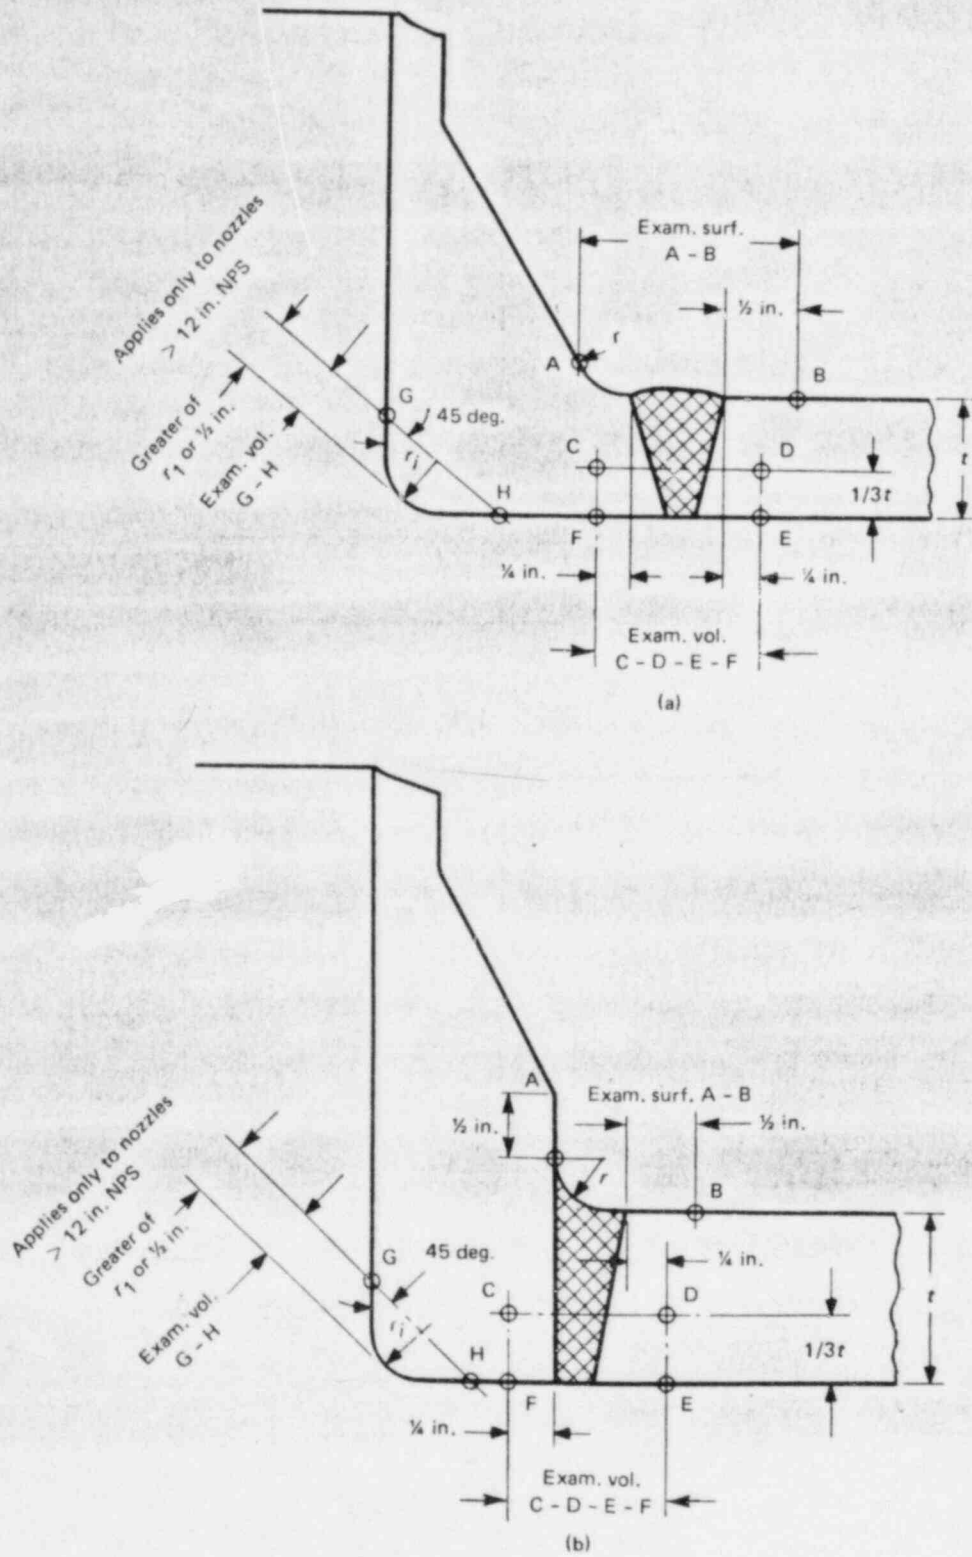 Exam. surf.
A - B
½ in.
Applies only to nozzles
> 12 in. NPS
Greater of
r₁ or ½ in.
Exam. vol.
G - H
G
45 deg.
rᵢ
H
A
r
B
C
D
t
1/3t
F
E
¼ in.
¼ in.
Exam. vol.
C - D - E - F
(a)
A
Exam. surf. A - B
½ in.
½ in.
r
B
Applies only to nozzles
> 12 in. NPS
Greater of
r₁ or ½ in.
Exam. vol.
G - H
G
45 deg.
¼ in.
C
D
t
rᵢ
1/3t
H
F
E
¼ in.
Exam. vol.
C - D - E - F
(b)